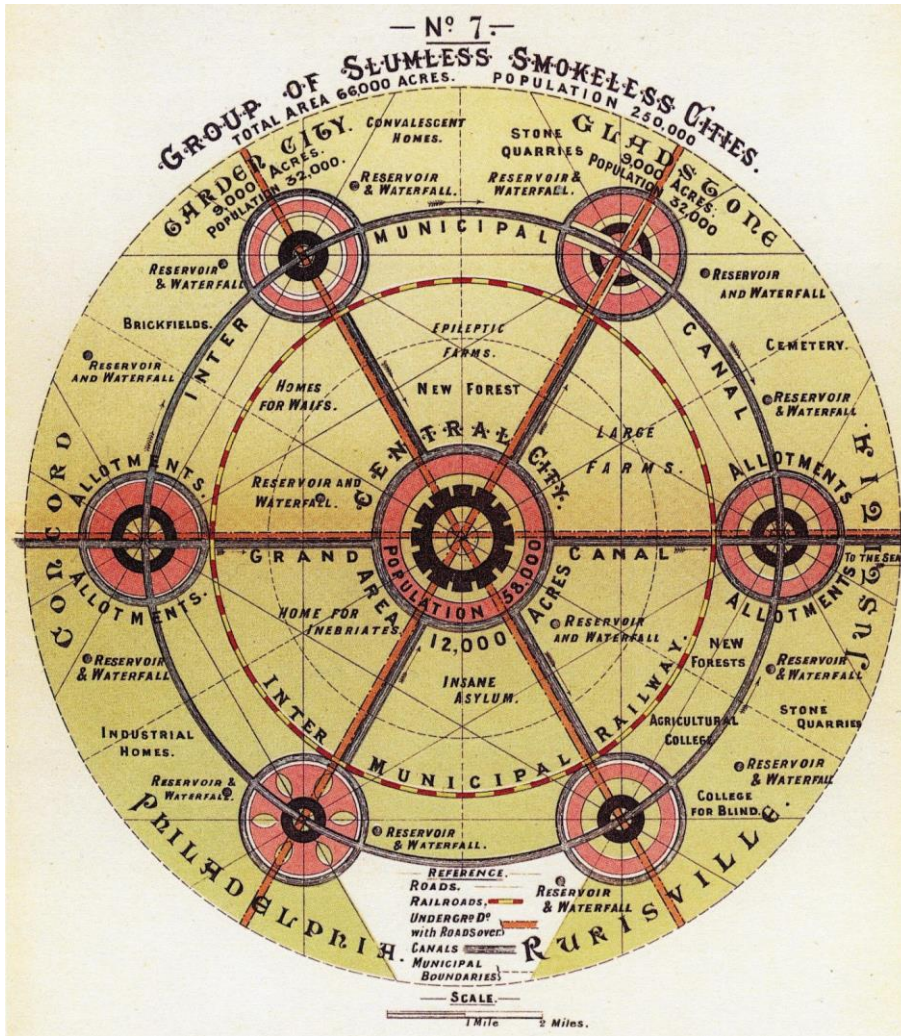 — Nº 7.—
GROUP OF SLUMLESS SMOKELESS CITIES.
TOTAL AREA 66,000 ACRES. POPULATION 250,000
GARDEN CITY.
9,000 ACRES.
POPULATION 32,000.
CONVALESCENT
HOMES.
STONE
QUARRIES
GLADSTONE
9,000 ACRES.
POPULATION
32,000
RESERVOIR
& WATERFALL.
RESERVOIR &
WATERFALL.
INTER MUNICIPAL CANAL
RESERVOIR
& WATERFALL
RESERVOIR
AND WATERFALL
BRICKFIELDS.
EPILEPTIC
FARMS.
CEMETERY.
RESERVOIR
AND WATERFALL
HOMES
FOR WAIFS.
NEW FOREST
RESERVOIR
& WATERFALL
LARGE
FARMS.
CONCORD
ALLOTMENTS.
CENTRAL CITY.
ALLOTMENTS
JUSTITIA
RESERVOIR AND
WATERFALL.
GRAND CANAL
TO THE SEA
POPULATION 58,000
AREA 12,000 ACRES
ALLOTMENTS.
ALLOTMENTS
HOME FOR
INEBRIATES.
RESERVOIR
AND WATERFALL
NEW
FORESTS
RESERVOIR
& WATERFALL
RESERVOIR
& WATERFALL
INSANE
ASYLUM.
INTER MUNICIPAL RAILWAY.
STONE
QUARRIES
AGRICULTURAL
COLLEGE
INDUSTRIAL
HOMES.
RESERVOIR
& WATERFALL
RESERVOIR &
WATERFALL.
COLLEGE
FOR BLIND.
RESERVOIR
& WATERFALL.
PHILADELPHIA.
RURISVILLE.
REFERENCE.
ROADS.
RAILROADS,
UNDERGRD Dº
with ROADS over
CANALS
MUNICIPAL
BOUNDARIES
RESERVOIR
& WATERFALL
— SCALE. —
1 Mile 2 Miles.